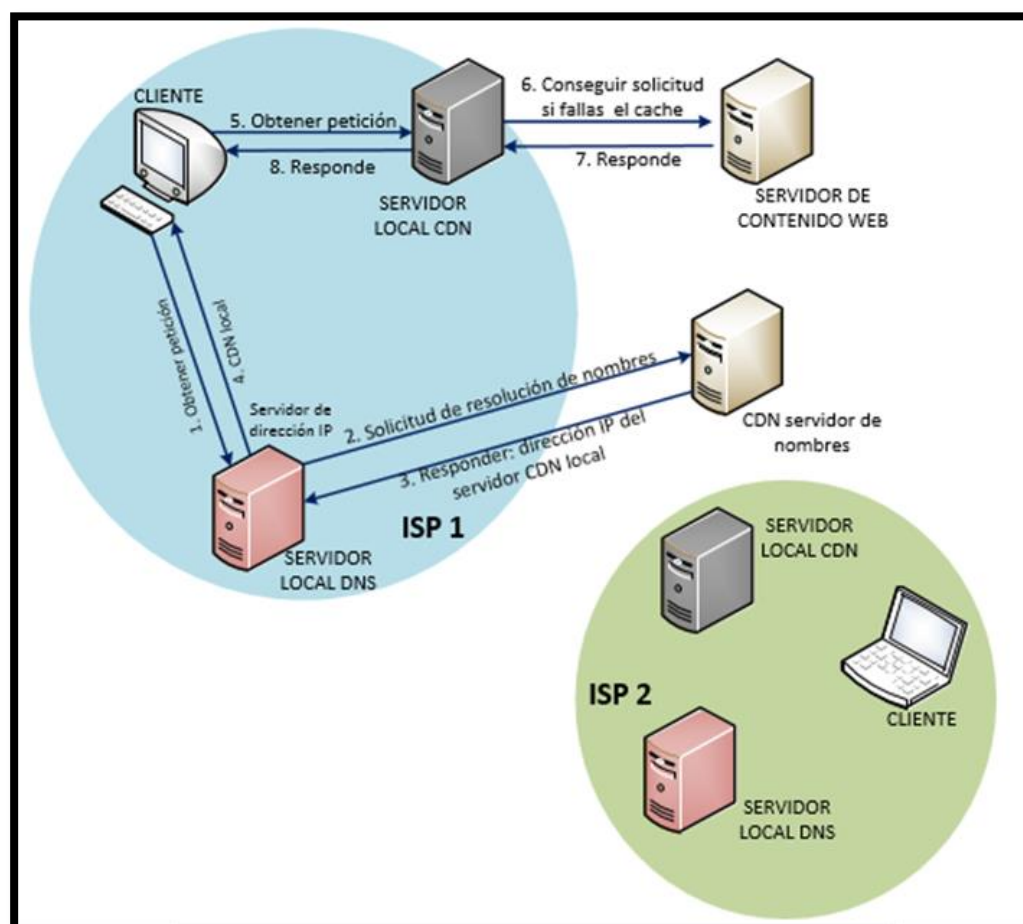 CLIENTE
5. Obtener petición
8. Responde
6. Conseguir solicitud
si fallas el cache
7. Responde
SERVIDOR
LOCAL CDN
SERVIDOR DE
CONTENIDO WEB
1. Obtener petición
4. CDN local
Servidor de
dirección IP
2. Solicitud de resolución de nombres
3. Responder: dirección IP del
servidor CDN local
CDN servidor de
nombres
ISP 1
SERVIDOR
LOCAL DNS
SERVIDOR
LOCAL CDN
ISP 2
CLIENTE
SERVIDOR
LOCAL DNS